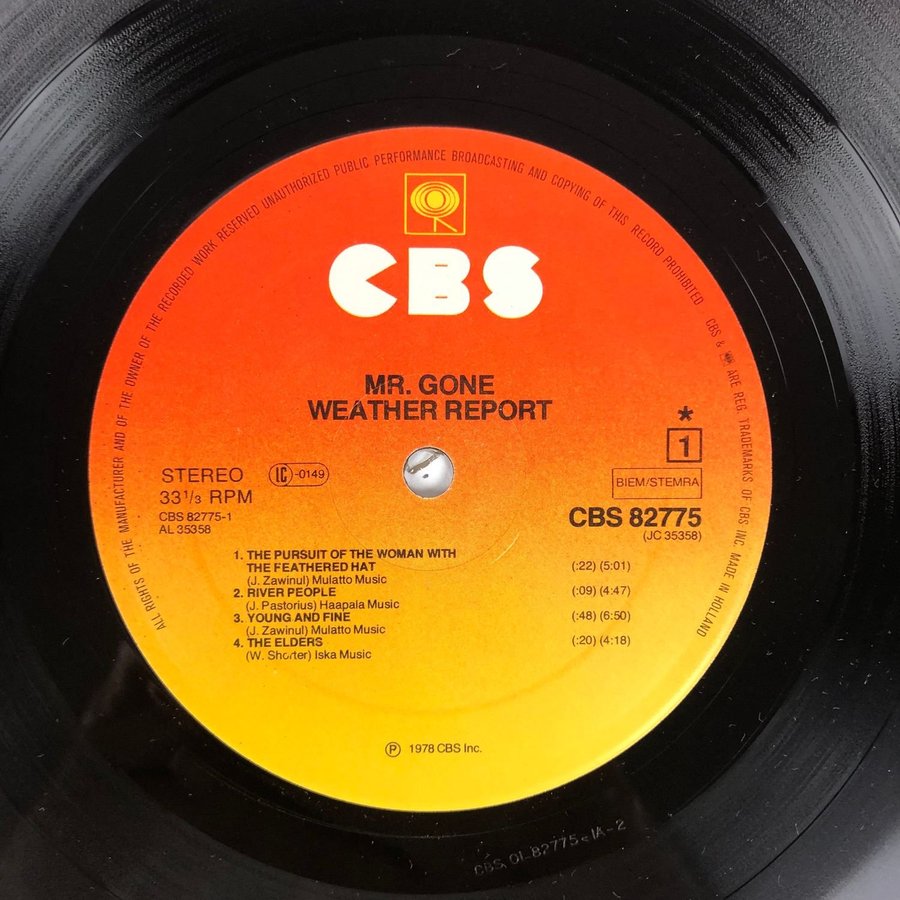 ALL RIGHTS OF THE MANUFACTURER AND OF THE OWNER OF THE RECORDED WORK RESERVED UNAUTHORIZED PUBLIC PERFORMANCE BROADCASTING AND COPYING OF THIS RECORD PROHIBITED CBS & ARE REG. TRADEMARKS OF CBS INC. MADE IN HOLLAND
CBS
MR. GONE
WEATHER REPORT
*
1
STEREO
LC-0149
33 1/3 RPM
BIEM/STEMRA
CBS 82775-1
CBS 82775
AL 35358
(JC 35358)
1. THE PURSUIT OF THE WOMAN WITH
THE FEATHERED HAT (:22) (5:01)
(J. Zawinul) Mulatto Music
2. RIVER PEOPLE (:09) (4:47)
(J. Pastorius) Haapala Music
3. YOUNG AND FINE (:48) (6:50)
(J. Zawinul) Mulatto Music
4. THE ELDERS (:20) (4:18)
(W. Shorter) Iska Music
Ⓟ 1978 CBS Inc.
CBS. 01-82775-1A-2